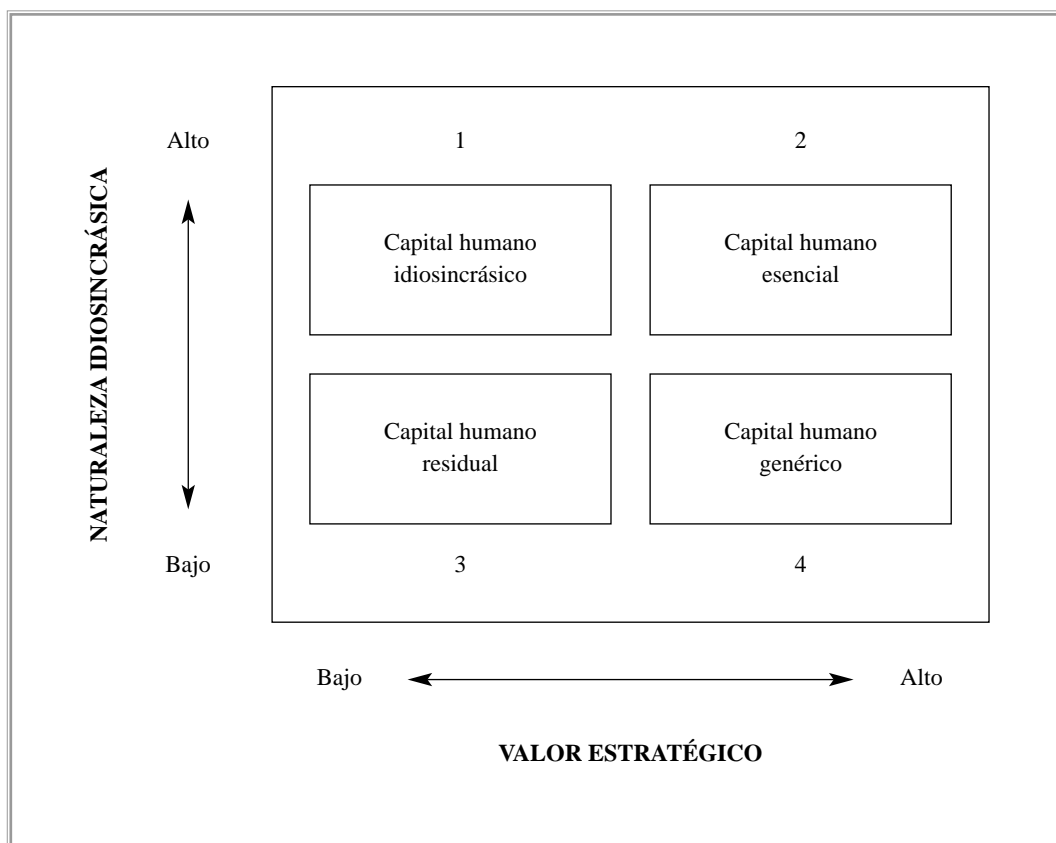 Alto
1
2
NATURALEZA IDIOSINCRÁSICA
Capital humano
idiosincrásico
Capital humano
esencial
Capital humano
residual
Capital humano
genérico
Bajo
3
4
Bajo
Alto
VALOR ESTRATÉGICO